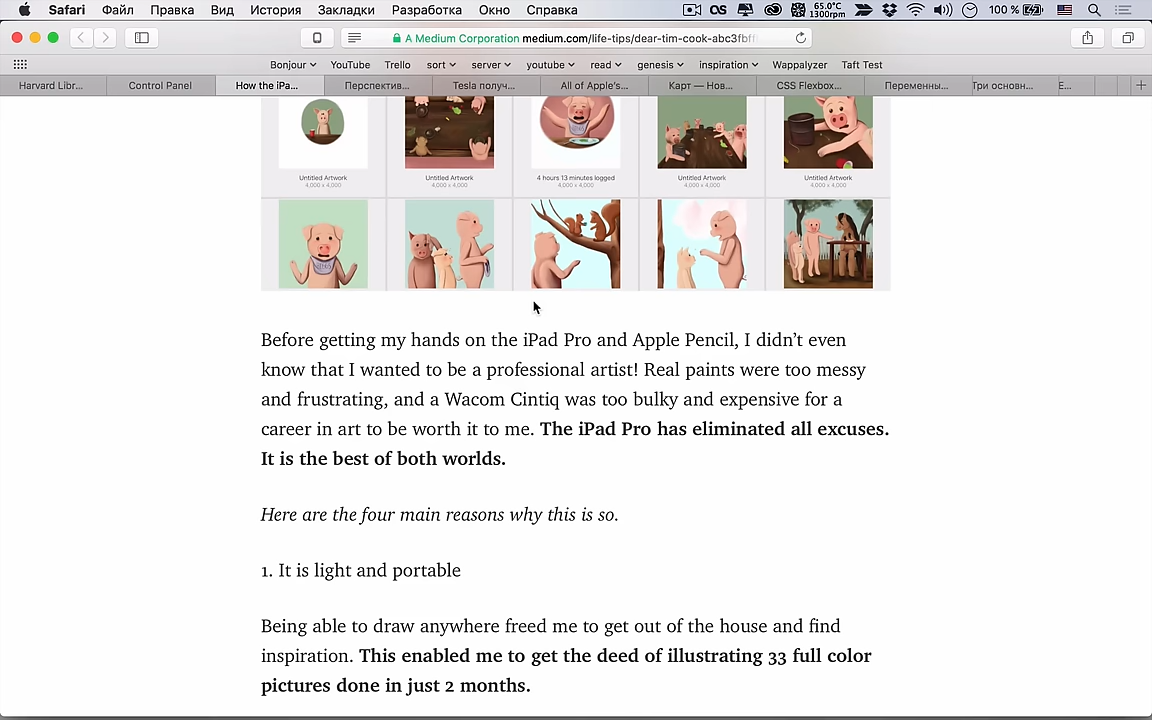 Safari Файл Правка Вид История Закладки Разработка Окно Справка 65.0°C 1300rpm 100 %
A Medium Corporation medium.com/life-tips/dear-tim-cook-abc3fbff
Bonjour YouTube Trello sort server youtube read genesis inspiration Wappalyzer Taft Test
Harvard Libr... Control Panel How the iPa... Перспектив... Tesla получ... All of Apple's... Карт — Нов... CSS Flexbox... Переменны... Три основн... Е...
Untitled Artwork Untitled Artwork 4 hours 13 minutes logged Untitled Artwork Untitled Artwork
4,000 x 4,000 4,000 x 4,000 4,000 x 4,000 4,000 x 4,000 4,000 x 4,000
Before getting my hands on the iPad Pro and Apple Pencil, I didn’t even
know that I wanted to be a professional artist! Real paints were too messy
and frustrating, and a Wacom Cintiq was too bulky and expensive for a
career in art to be worth it to me. The iPad Pro has eliminated all excuses.
It is the best of both worlds.
Here are the four main reasons why this is so.
1. It is light and portable
Being able to draw anywhere freed me to get out of the house and find
inspiration. This enabled me to get the deed of illustrating 33 full color
pictures done in just 2 months.